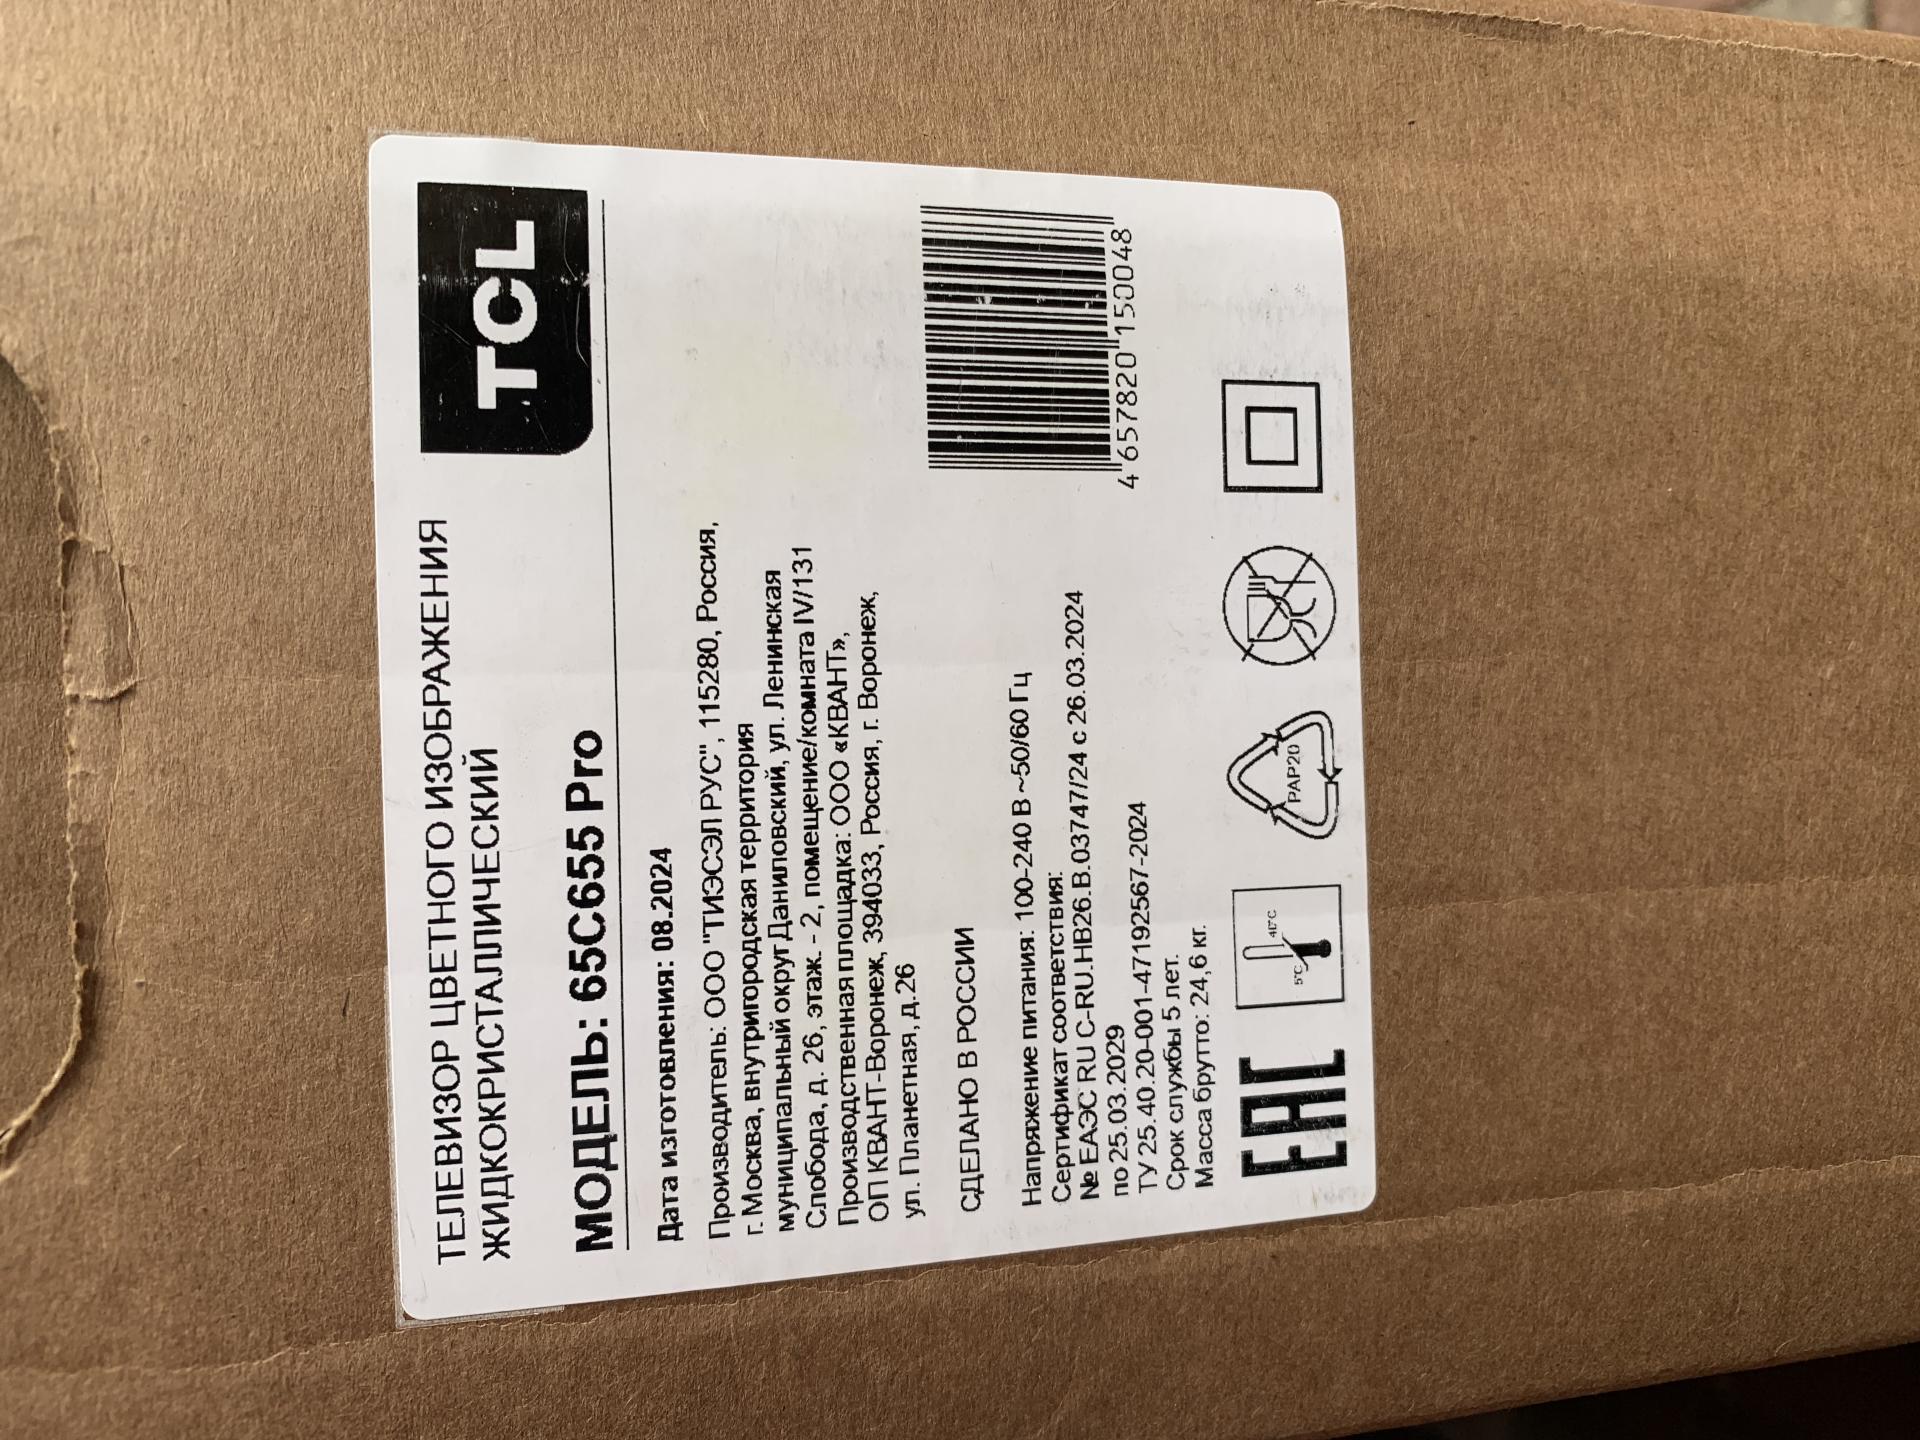 ТЕЛЕВИЗОР ЦВЕТНОГО ИЗОБРАЖЕНИЯ
ЖИДКОКРИСТАЛЛИЧЕСКИЙ
TCL
МОДЕЛЬ: 65C655 Pro
Дата изготовления: 08.2024
Производитель: ООО "ТИЭСЭЛ РУС", 115280, Россия,
г. Москва, внутригородская территория
муниципальный округ Даниловский, ул. Ленинская
Слобода, д. 26, этаж. - 2, помещение/комната IV/131
Производственная площадка: ООО «КВАНТ»,
ОП КВАНТ-Воронеж, 394033, Россия, г. Воронеж,
ул. Планетная, д.26
СДЕЛАНО В РОССИИ
4 657820 150048
Напряжение питания: 100-240 В ~50/60 Гц
Сертификат соответствия:
№ ЕАЭС RU C-RU.НВ26.В.03747/24 с 26.03.2024
по 25.03.2029
ТУ 25.40.20-001-47192567-2024
Срок службы 5 лет.
Масса брутто: 24,6 кг.
EAC
5°C
40°C
PAP20